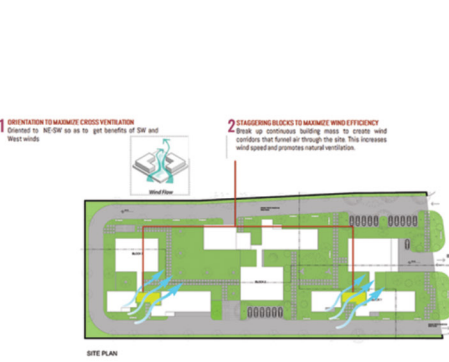 1 ORIENTATION TO MAXIMIZE CROSS VENTILATION
Oriented to NE-SW so as to get benefits of SW and
West winds
2 STAGGERING BLOCKS TO MAXIMIZE WIND EFFICIENCY
Break up continuous building mass to create wind
corridors that funnel air through the site. This increases
wind speed and promotes natural ventilation.
Wind Flow
SITE PLAN